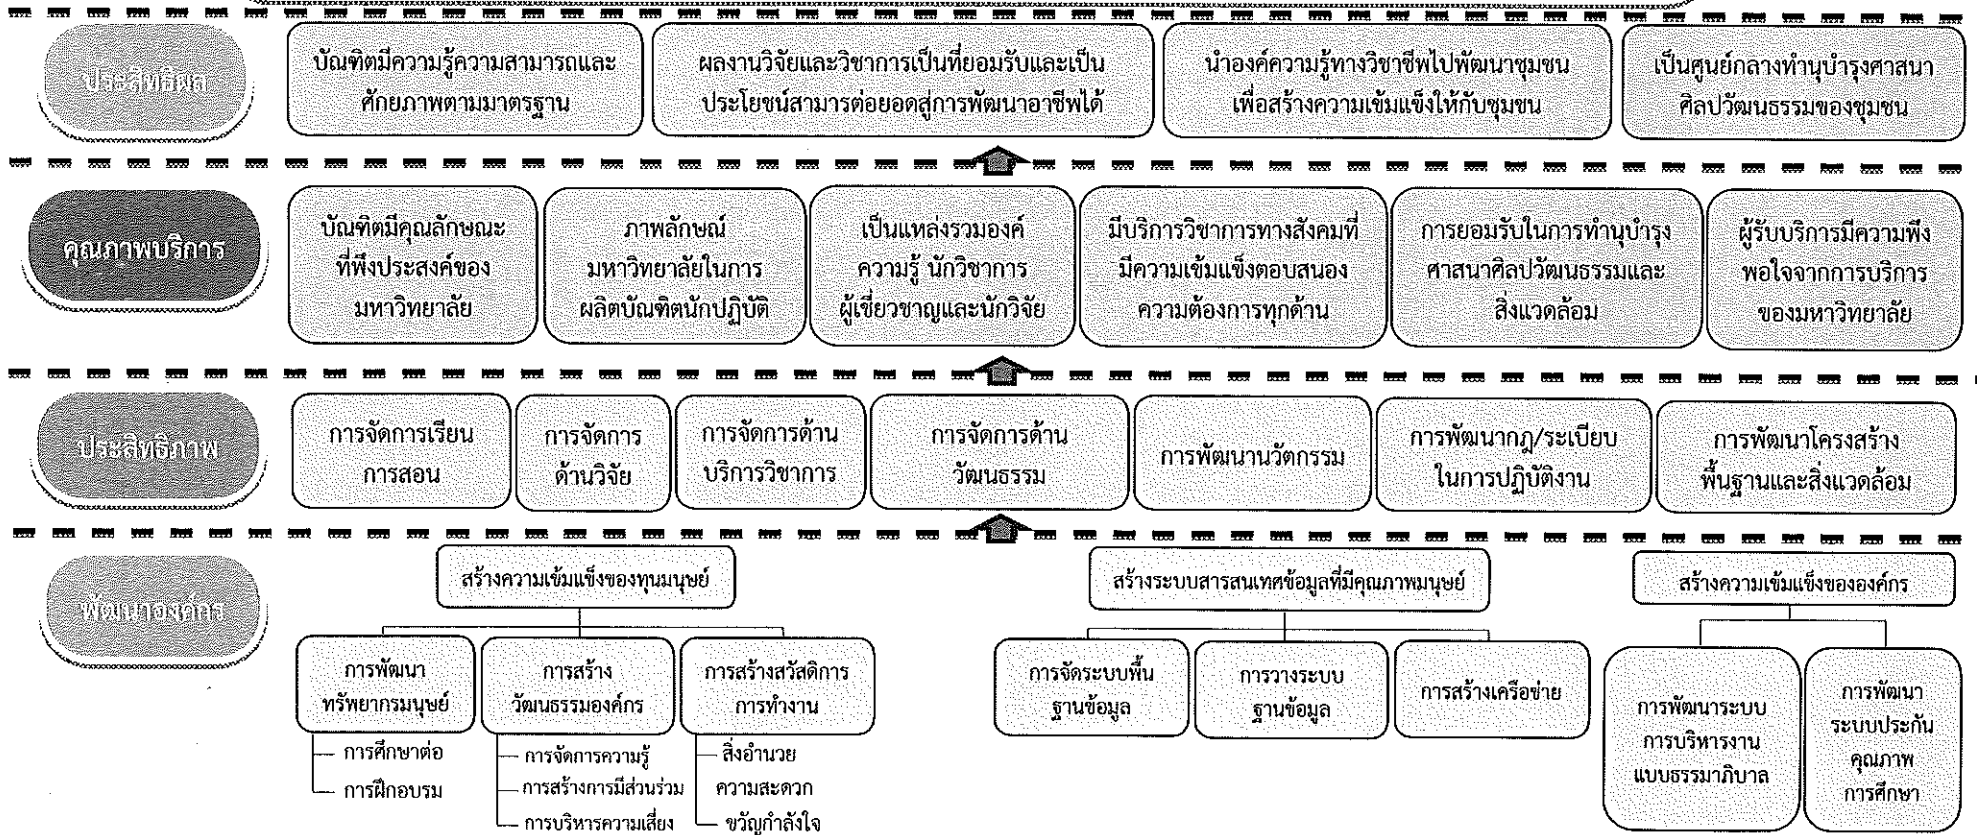 ประสิทธิผล
บัณฑิตมีความรู้ความสามารถและ
ศักยภาพตามมาตรฐาน
ผลงานวิจัยและวิชาการเป็นที่ยอมรับและเป็น
ประโยชน์สามารต่อยอดสู่การพัฒนาอาชีพได้
นำองค์ความรู้ทางวิชาชีพไปพัฒนาชุมชน
เพื่อสร้างความเข้มแข็งให้กับชุมชน
เป็นศูนย์กลางทำนุบำรุงศาสนา
ศิลปวัฒนธรรมของชุมชน
คุณภาพบริการ
บัณฑิตมีคุณลักษณะ
ที่พึงประสงค์ของ
มหาวิทยาลัย
ภาพลักษณ์
มหาวิทยาลัยในการ
ผลิตบัณฑิตนักปฏิบัติ
เป็นแหล่งรวมองค์
ความรู้ นักวิชาการ
ผู้เชี่ยวชาญและนักวิจัย
มีบริการวิชาการทางสังคมที่
มีความเข้มแข็งตอบสนอง
ความต้องการทุกด้าน
การยอมรับในการทำนุบำรุง
ศาสนาศิลปวัฒนธรรมและ
สิ่งแวดล้อม
ผู้รับบริการมีความพึง
พอใจจากการบริการ
ของมหาวิทยาลัย
ประสิทธิภาพ
การจัดการเรียน
การสอน
การจัดการ
ด้านวิจัย
การจัดการด้าน
บริการวิชาการ
การจัดการด้าน
วัฒนธรรม
การพัฒนานวัตกรรม
การพัฒนากฎ/ระเบียบ
ในการปฏิบัติงาน
การพัฒนาโครงสร้าง
พื้นฐานและสิ่งแวดล้อม
พัฒนาองค์กร
สร้างความเข้มแข็งของทุนมนุษย์
การพัฒนา
ทรัพยากรมนุษย์
การศึกษาต่อ
การฝึกอบรม
การสร้าง
วัฒนธรรมองค์กร
การจัดการความรู้
การสร้างการมีส่วนร่วม
การบริหารความเสี่ยง
การสร้างสวัสดิการ
การทำงาน
สิ่งอำนวย
ความสะดวก
ขวัญกำลังใจ
สร้างระบบสารสนเทศข้อมูลที่มีคุณภาพมนุษย์
การจัดระบบพื้น
ฐานข้อมูล
การวางระบบ
ฐานข้อมูล
การสร้างเครือข่าย
สร้างความเข้มแข็งขององค์กร
การพัฒนาระบบ
การบริหารงาน
แบบธรรมาภิบาล
การพัฒนา
ระบบประกัน
คุณภาพ
การศึกษา